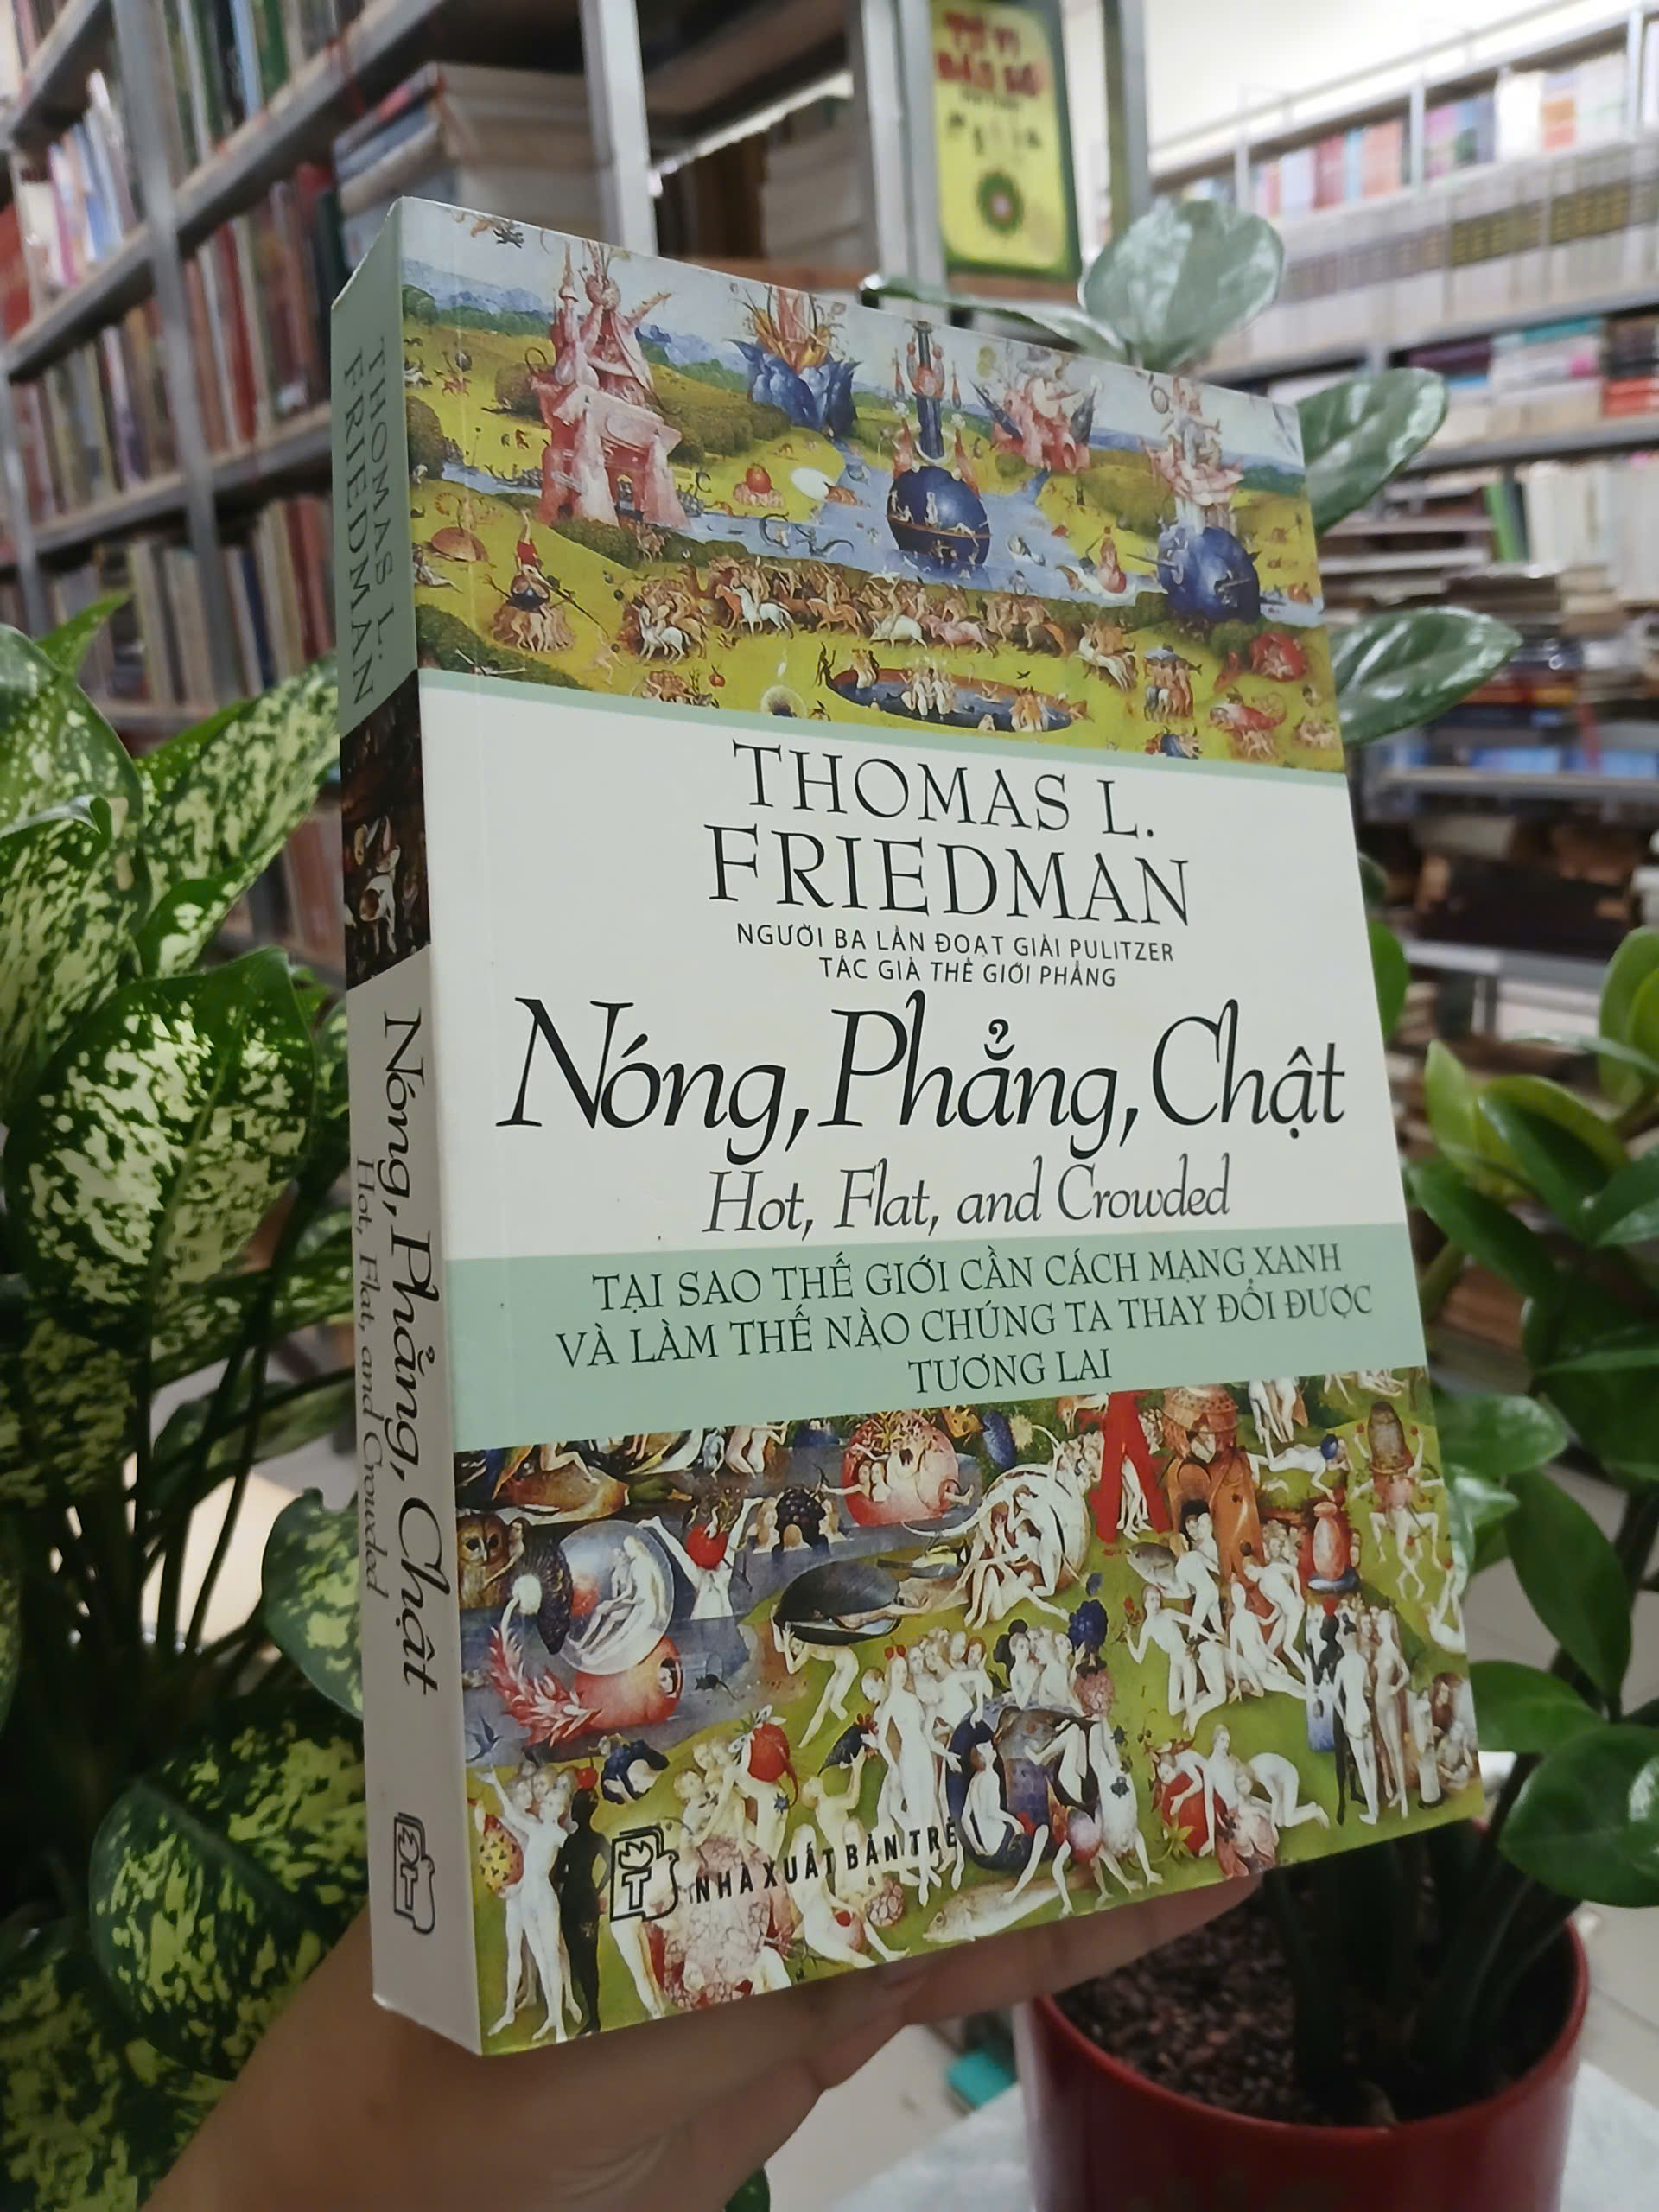 TỬ VI
THOMAS L.
FRIEDMAN
Nóng, Phẳng, Chật
Hot, Flat, and Crowded
THOMAS L.
FRIEDMAN
NGƯỜI BA LẦN ĐOẠT GIẢI PULITZER
TÁC GIẢ THẾ GIỚI PHẲNG
Nóng, Phẳng, Chật
Hot, Flat, and Crowded
TẠI SAO THẾ GIỚI CẦN CÁCH MẠNG XANH
VÀ LÀM THẾ NÀO CHÚNG TA THAY ĐỔI ĐƯỢC
TƯƠNG LAI
NHÀ XUẤT BẢN TRẺ